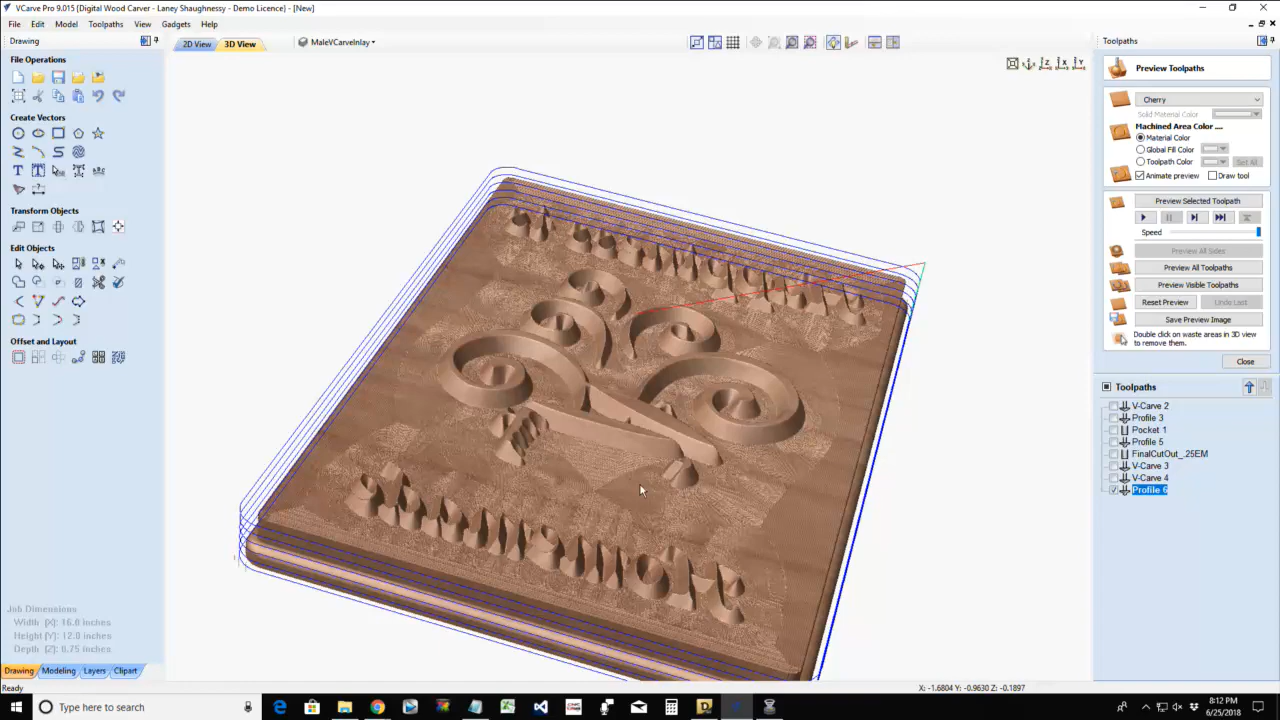 VCarve Pro 9.015 {Digital Wood Carver - Laney Shaughnessy - Demo Licence} - [New]
File Edit Model Toolpaths View Gadgets Help
Drawing
2D View 3D View MaleVCarveInlay
Toolpaths
File Operations
Create Vectors
Transform Objects
Edit Objects
Offset and Layout
Job Dimensions
Width (X): 16.0 inches
Height (Y): 12.0 inches
Depth (Z): 0.75 inches
Drawing Modeling Layers Clipart
Ready
X: -1.6804 Y: -0.9630 Z: -0.1897
Preview Toolpaths
Cherry
Solid Material Color
Machined Area Color ....
Material Color
Global Fill Color
Toolpath Color Set All
Animate preview Draw tool
Preview Selected Toolpath
Speed
Preview All Sides
Preview All Toolpaths
Preview Visible Toolpaths
Reset Preview Undo Last
Save Preview Image
Double click on waste areas in 3D view
to remove them.
Close
Toolpaths
V-Carve 2
Profile 3
Pocket 1
Profile 5
FinalCutOut_.25EM
V-Carve 3
V-Carve 4
Profile 6
Type here to search
8:12 PM
6/25/2018